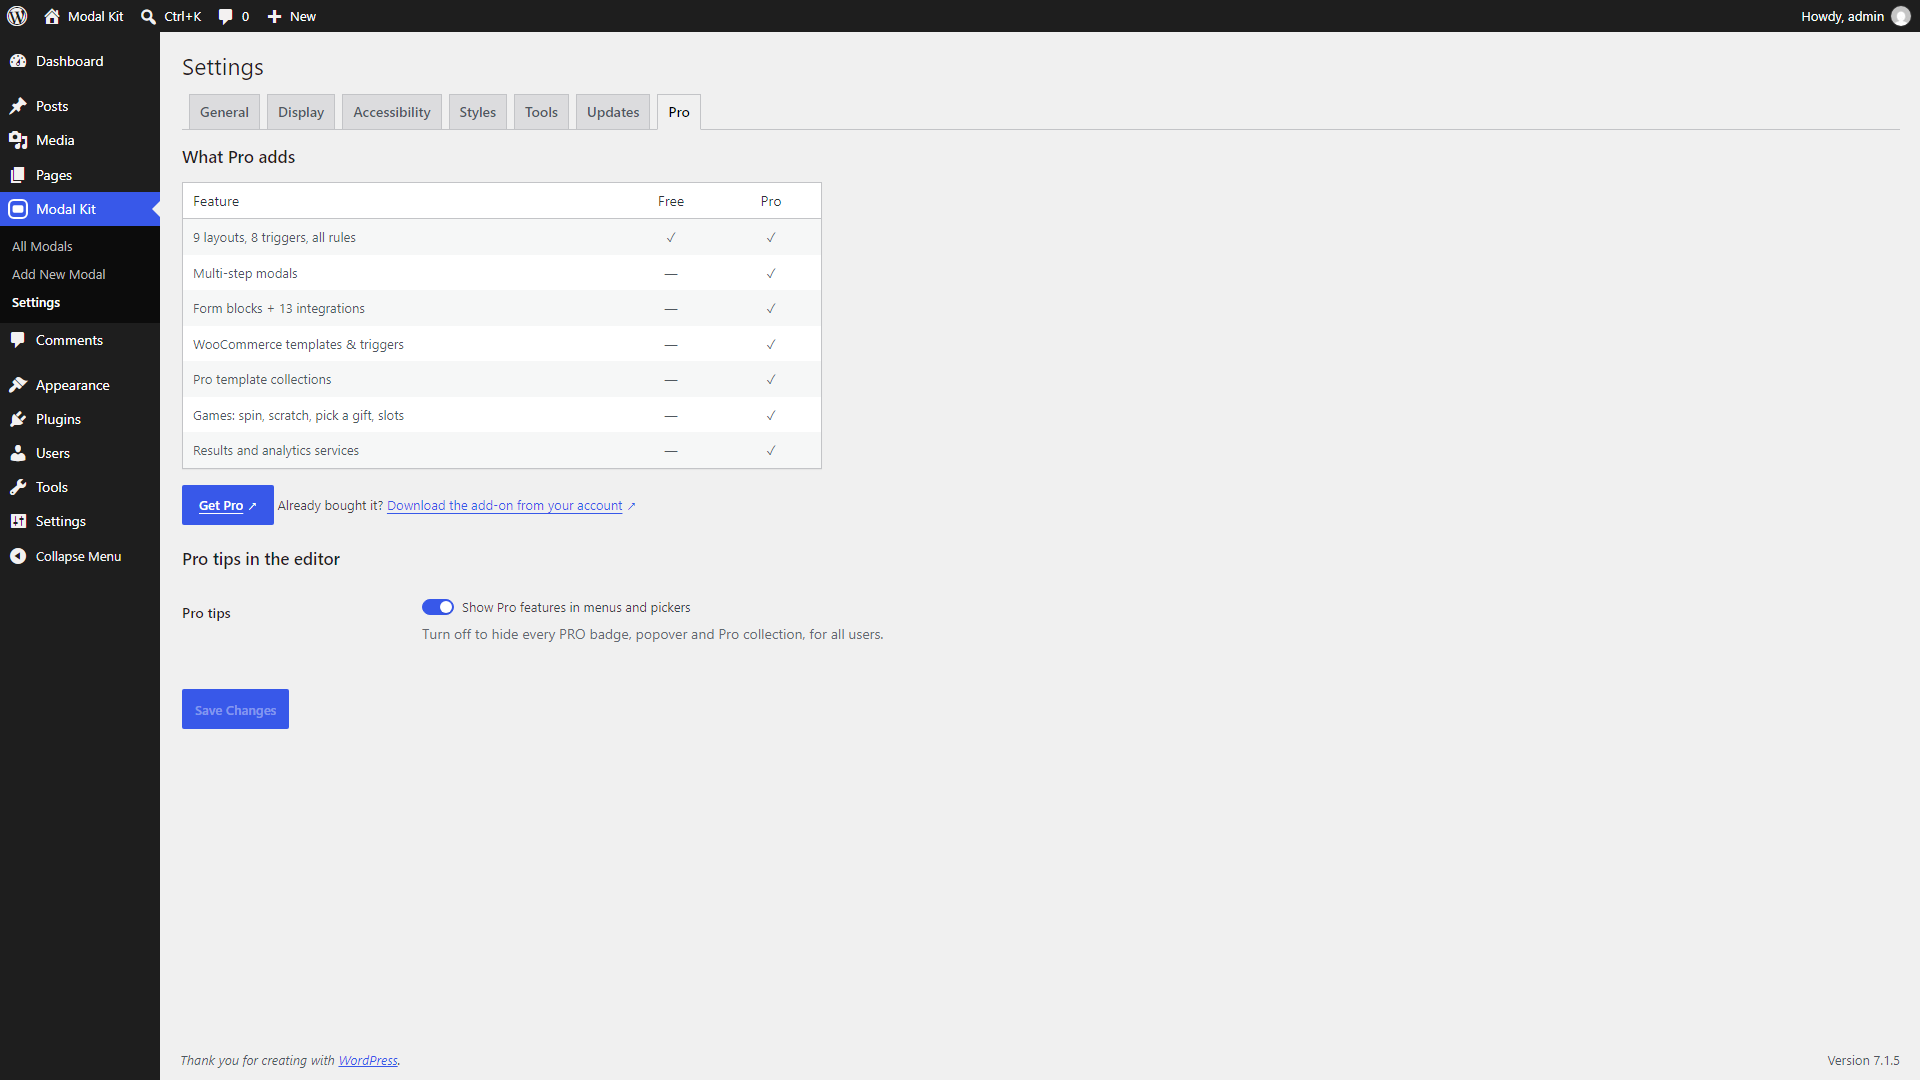 Modal Kit
Ctrl+K
0
New
Howdy, admin
Dashboard
Posts
Media
Pages
Modal Kit
All Modals
Add New Modal
Settings
Comments
Appearance
Plugins
Users
Tools
Settings
Collapse Menu
Settings
General
Display
Accessibility
Styles
Tools
Updates
Pro
What Pro adds
Feature Free Pro
9 layouts, 8 triggers, all rules ✓ ✓
Multi-step modals — ✓
Form blocks + 13 integrations — ✓
WooCommerce templates & triggers — ✓
Pro template collections — ✓
Games: spin, scratch, pick a gift, slots — ✓
Results and analytics services — ✓
Get Pro ↗ Already bought it? Download the add-on from your account ↗
Pro tips in the editor
Pro tips
Show Pro features in menus and pickers
Turn off to hide every PRO badge, popover and Pro collection, for all users.
Save Changes
Thank you for creating with WordPress.
Version 7.1.5